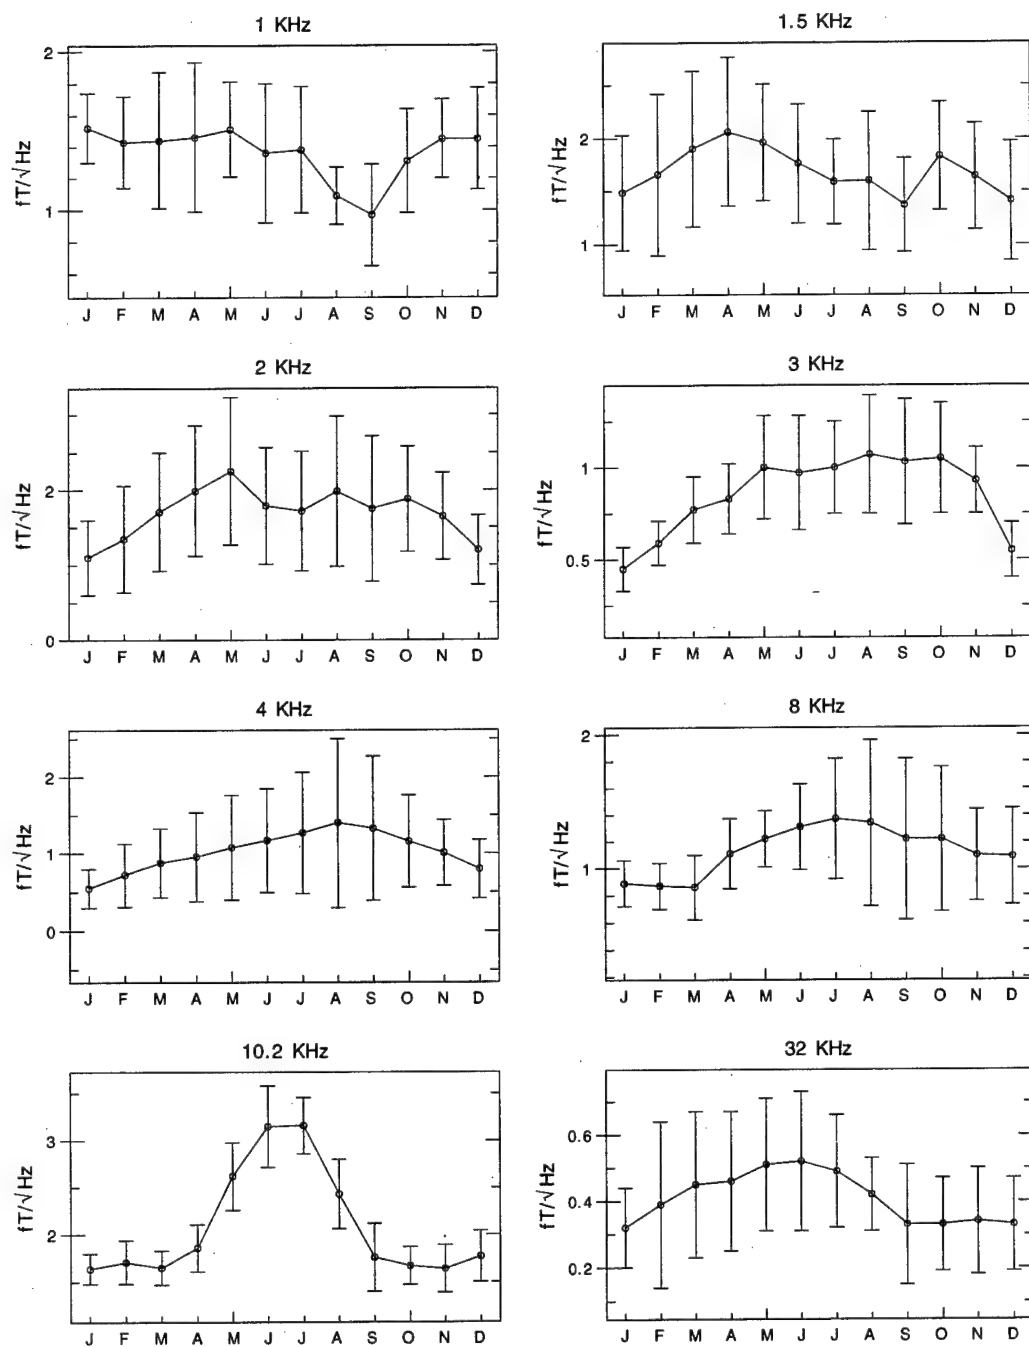 1 KHz
2
1
fT/√Hz
J F M A M J J A S O N D
1.5 KHz
2
1
fT/√Hz
J F M A M J J A S O N D
2 KHz
2
1
0
fT/√Hz
J F M A M J J A S O N D
3 KHz
1
0.5
fT/√Hz
J F M A M J J A S O N D
4 KHz
2
1
0
fT/√Hz
J F M A M J J A S O N D
8 KHz
2
1
fT/√Hz
J F M A M J J A S O N D
10.2 KHz
3
2
fT/√Hz
J F M A M J J A S O N D
32 KHz
0.6
0.4
0.2
fT/√Hz
J F M A M J J A S O N D